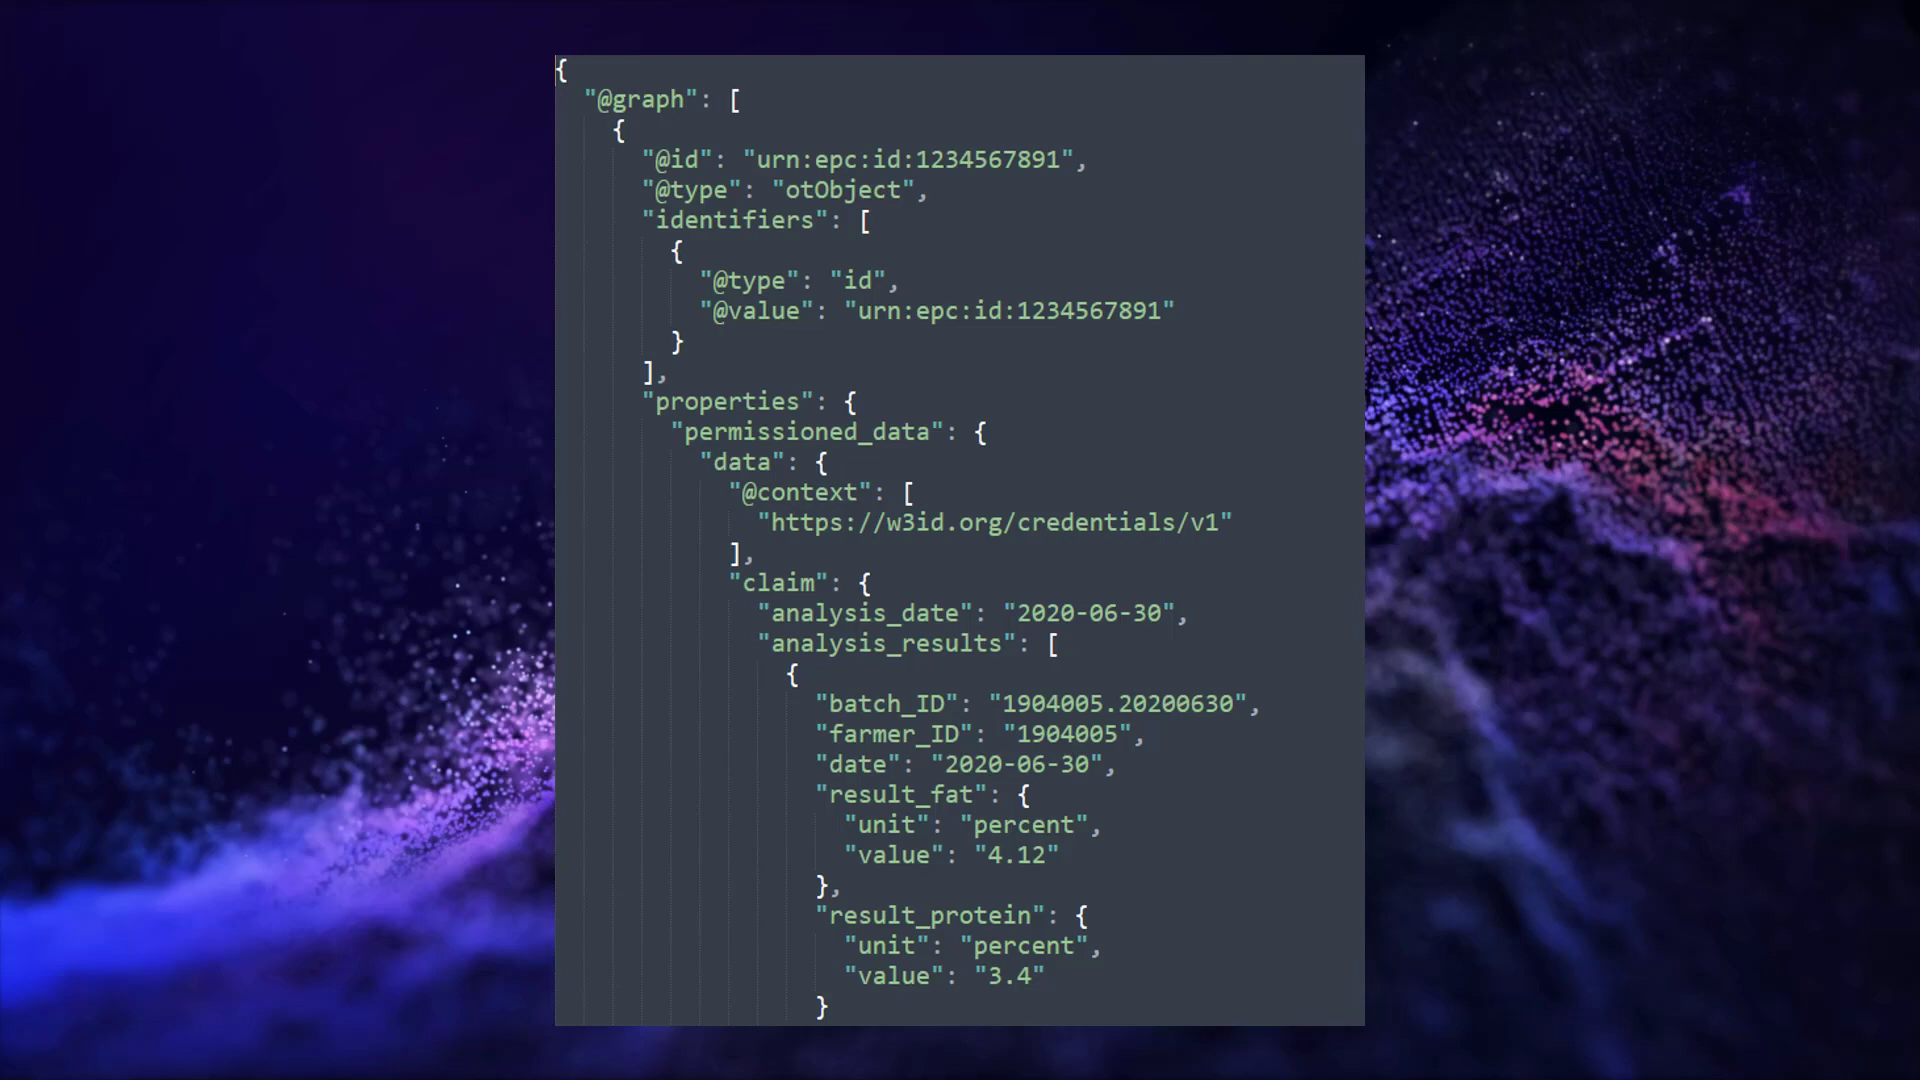 {
"@graph": [
{
"@id": "urn:epc:id:1234567891",
"@type": "otObject",
"identifiers": [
{
"@type": "id",
"@value": "urn:epc:id:1234567891"
}
],
"properties": {
"permissioned_data": {
"data": {
"@context": [
"https://w3id.org/credentials/v1"
],
"claim": {
"analysis_date": "2020-06-30",
"analysis_results": [
{
"batch_ID": "1904005.20200630",
"farmer_ID": "1904005",
"date": "2020-06-30",
"result_fat": {
"unit": "percent",
"value": "4.12"
},
"result_protein": {
"unit": "percent",
"value": "3.4"
}